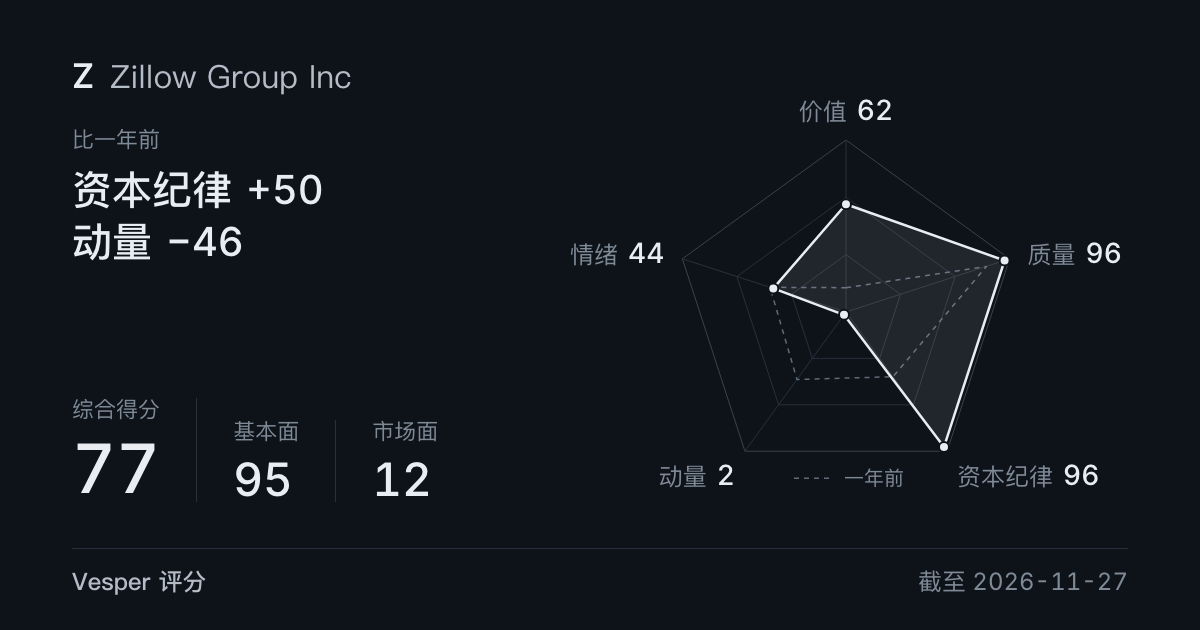 Z Zillow Group Inc
比一年前
资本纪律 +50
动量 −46
综合得分
77
基本面
95
市场面
12
价值 62
质量 96
情绪 44
动量 2
一年前
资本纪律 96
Vesper 评分
截至 2026-11-27